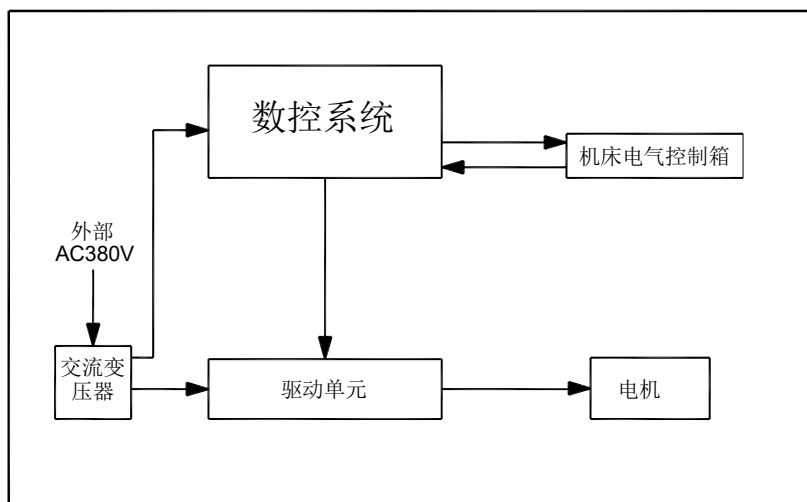 数控系统
机床电气控制箱
外部
AC380V
交流变
压器
驱动单元
电机